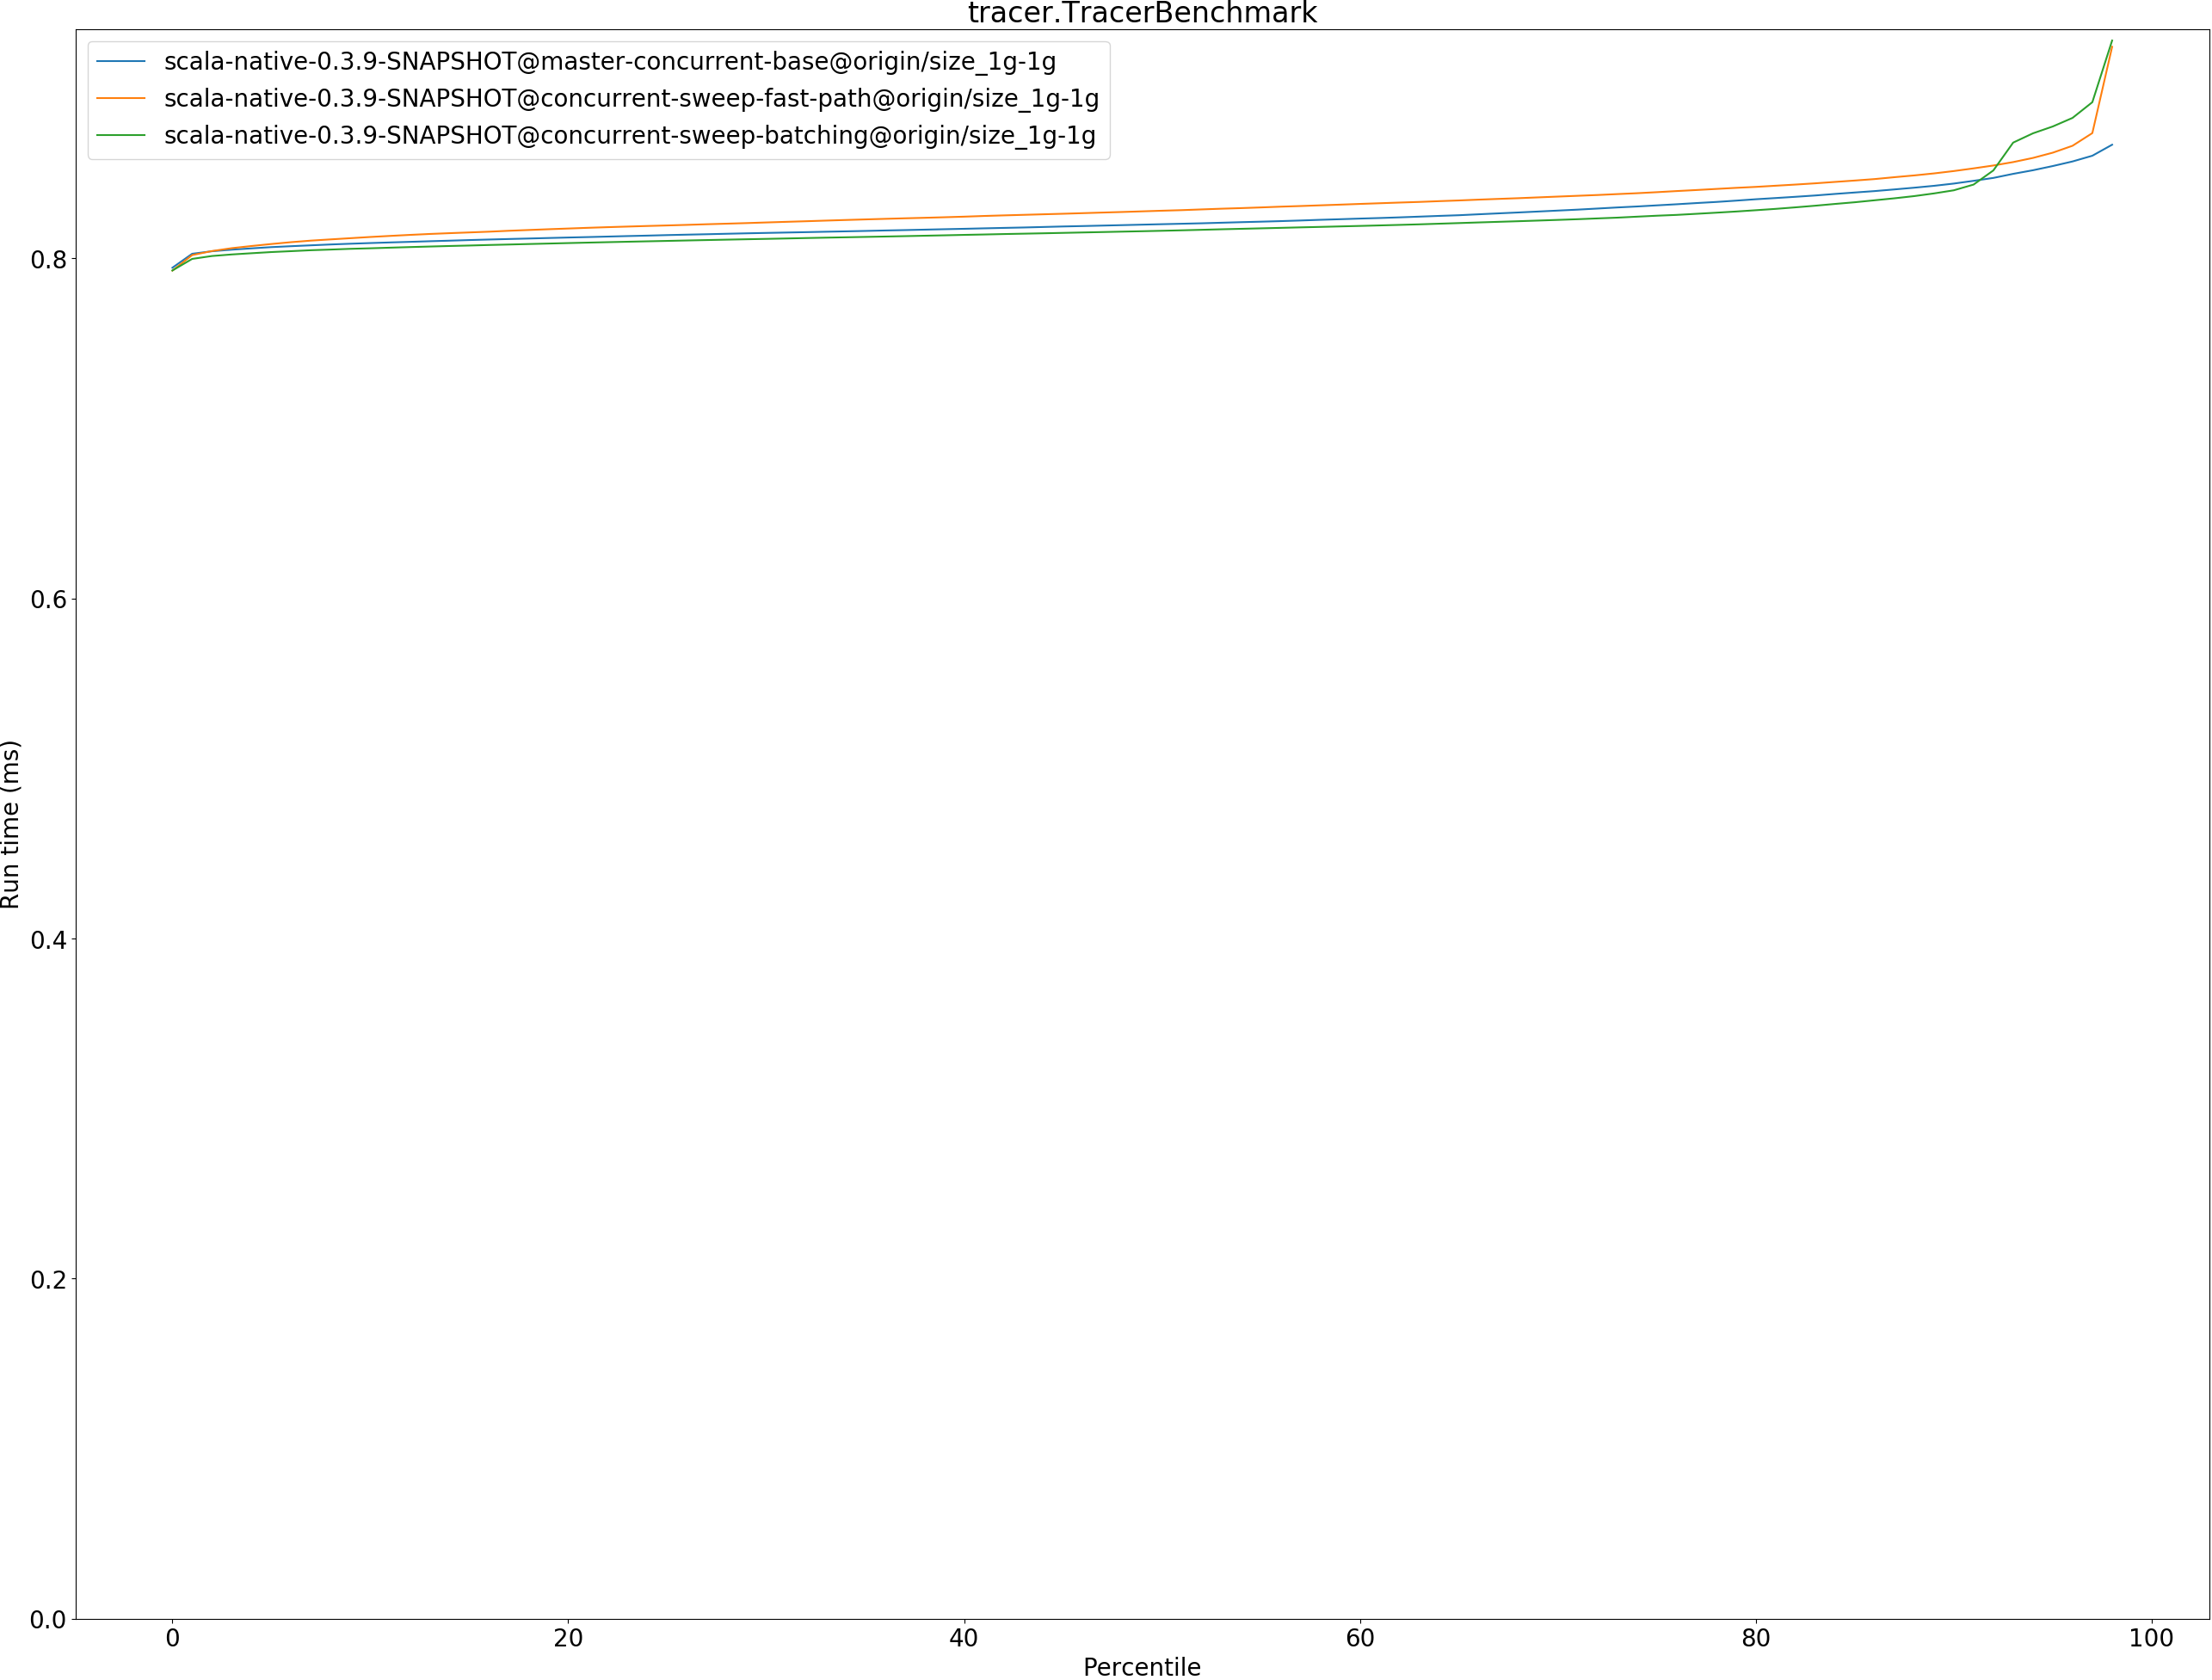 tracer.TracerBenchmark
scala-native-0.3.9-SNAPSHOT@master-concurrent-base@origin/size_1g-1g
scala-native-0.3.9-SNAPSHOT@concurrent-sweep-fast-path@origin/size_1g-1g
scala-native-0.3.9-SNAPSHOT@concurrent-sweep-batching@origin/size_1g-1g
0.8
0.6
0.4
0.2
0.0
Run time (ms)
0 20 40 60 80 100
Percentile